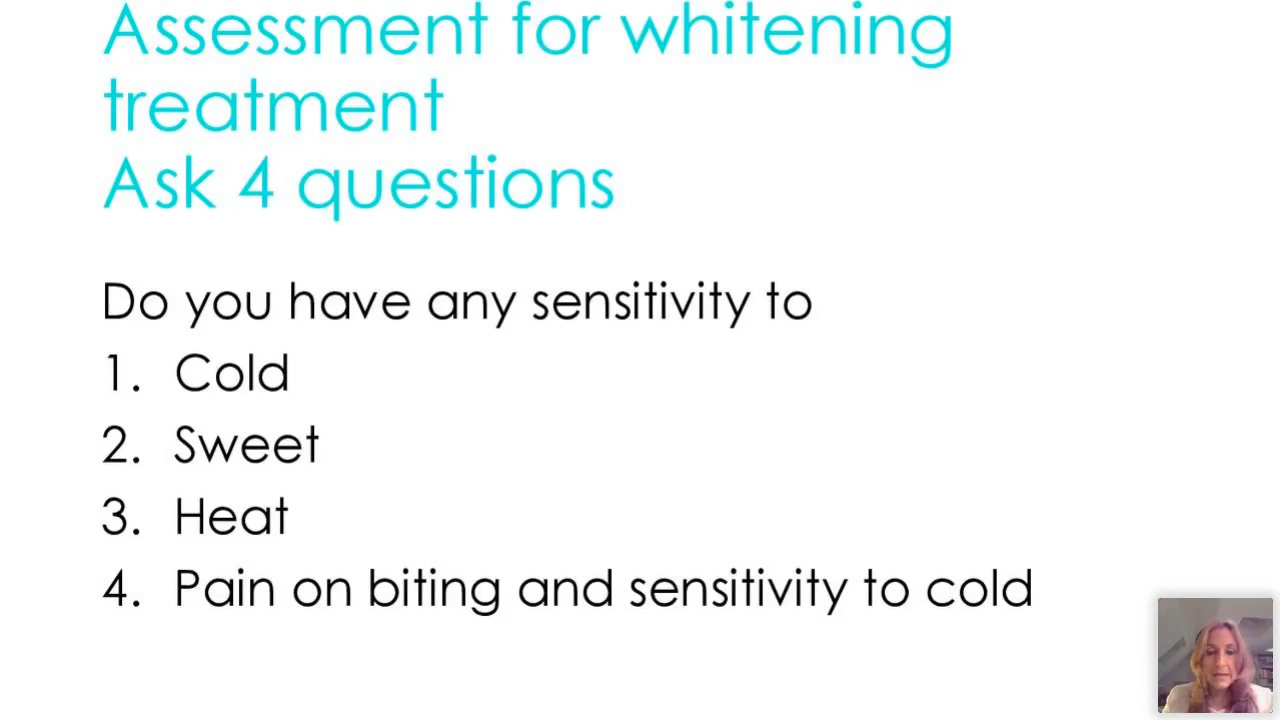 Assessment for whitening
treatment
Ask 4 questions
Do you have any sensitivity to
1. Cold
2. Sweet
3. Heat
4. Pain on biting and sensitivity to cold